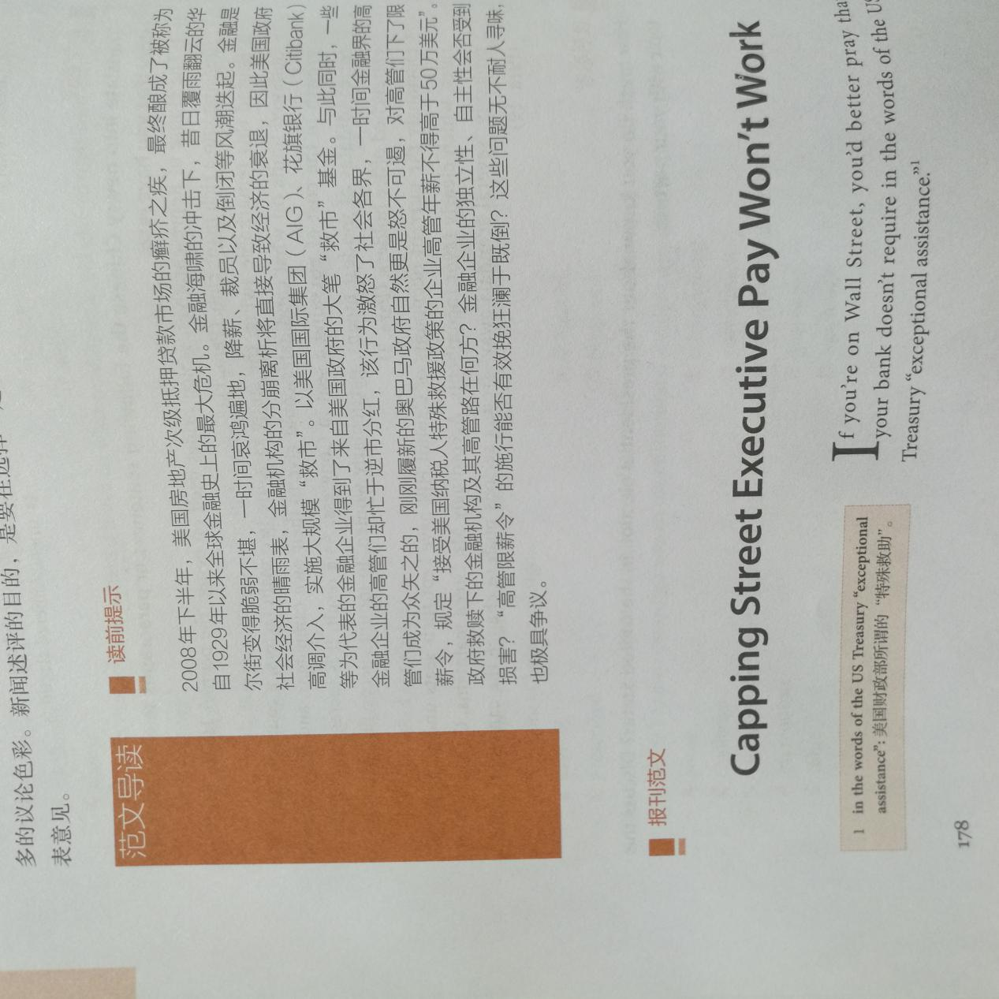 多的议论色彩。新闻述评的目的，是要在选择
表意见。
范文导读
读前提示
2008年下半年，美国房地产次级抵押贷款市场的癣疥之疾，最终酿成了被称为
自1929年以来全球金融史上的最大危机。金融海啸的冲击下，昔日覆雨翻云的华
尔街变得脆弱不堪，一时间哀鸿遍地，降薪、裁员以及倒闭等风潮迭起。金融是
社会经济的晴雨表，金融机构的分崩离析将直接导致经济的衰退，因此美国政府
高调介入，实施大规模“救市”。以美国国际集团（AIG）、花旗银行（Citibank）
等为代表的金融企业得到了来自美国政府的大笔“救市”基金。与此同时，一些
金融企业的高管们却忙于逆市分红，该行为激怒了社会各界，一时间金融界的高
管们成为众矢之的，刚刚履新的奥巴马政府自然更是怒不可遏，对高管们下了限
薪令，规定“接受美国纳税人特殊救援政策的企业高管年薪不得高于50万美元”。
政府救赎下的金融机构及其高管路在何方？金融企业的独立性、自主性会否受到
损害？“高管限薪令”的施行能否有效挽狂澜于既倒？这些问题无不耐人寻味，
也极具争议。
报刊范文
Capping Street Executive Pay Won't Work
If you're on Wall Street, you'd better pray that
your bank doesn't require in the words of the US
Treasury “exceptional assistance.”1
1 in the words of the US Treasury “exceptional
assistance”: 美国财政部所谓的“特殊救助”。
178